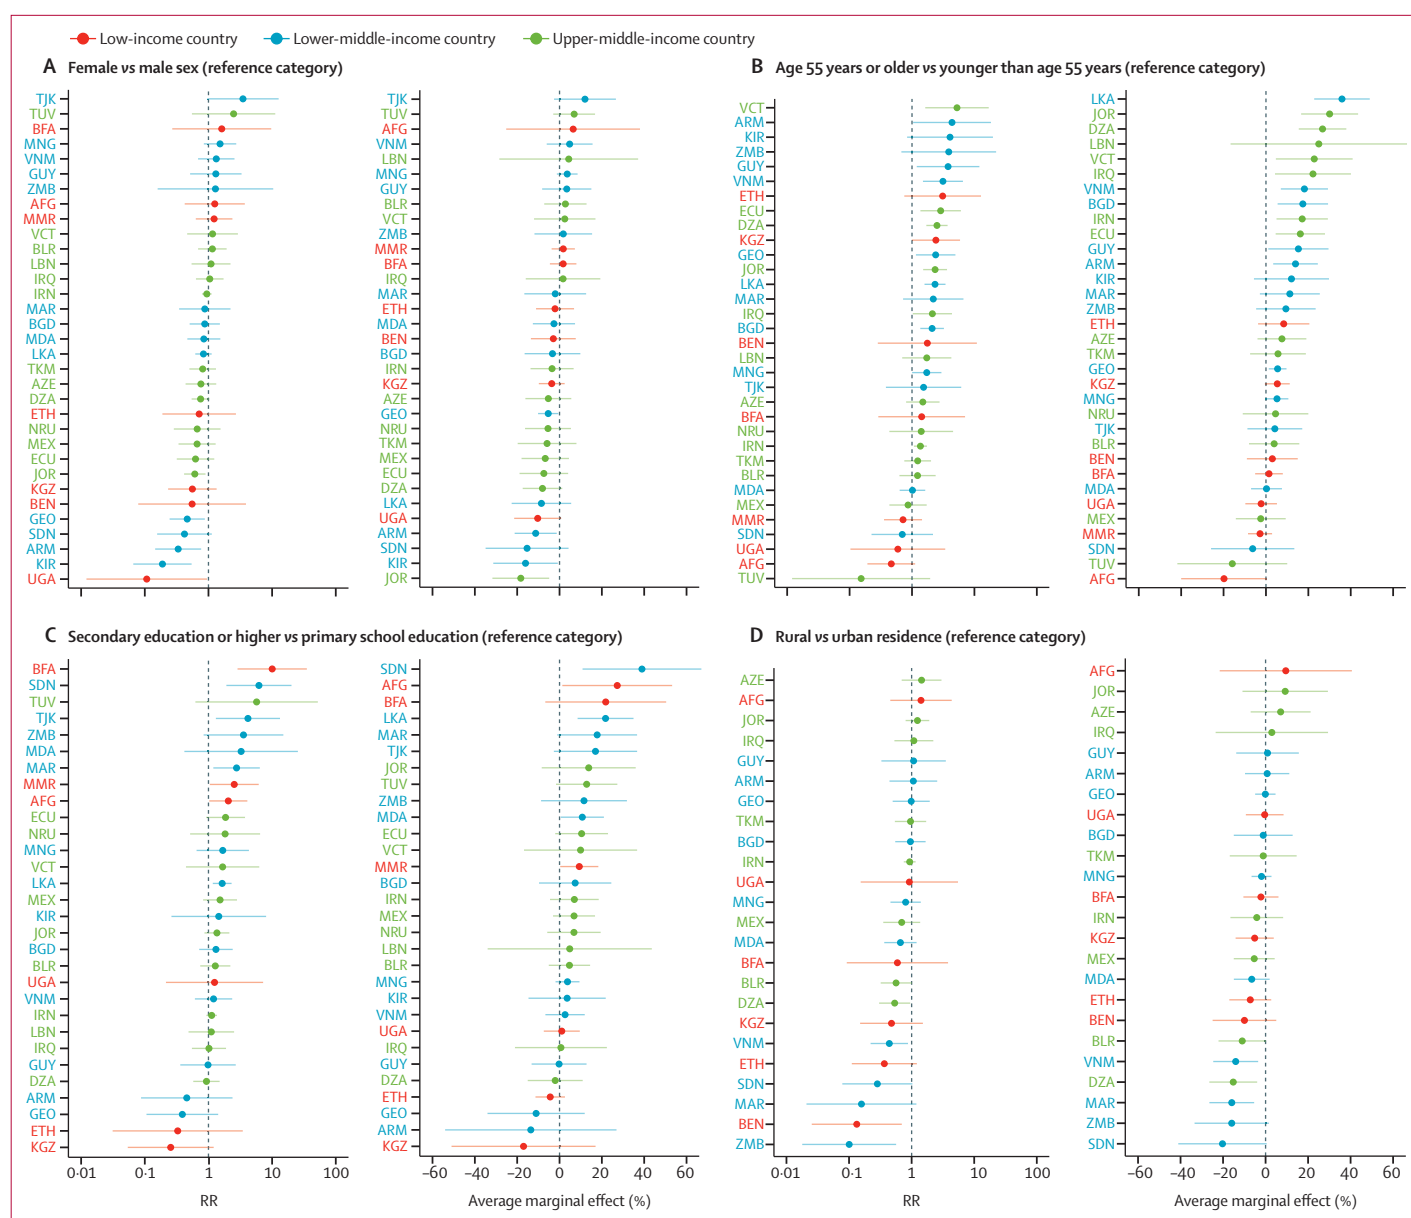 Low-income country
Lower-middle-income country
Upper-middle-income country
A Female vs male sex (reference category)
TJK
TUV
BFA
MNG
VNM
GUY
ZMB
AFG
MMR
VCT
BLR
LBN
IRQ
IRN
MAR
BGD
MDA
LKA
TKM
AZE
DZA
ETH
NRU
MEX
ECU
JOR
KGZ
BEN
GEO
SDN
ARM
KIR
UGA
TJK
TUV
AFG
VNM
LBN
MNG
GUY
BLR
VCT
ZMB
MMR
BFA
IRQ
MAR
ETH
MDA
BEN
BGD
IRN
KGZ
AZE
GEO
NRU
TKM
MEX
ECU
DZA
LKA
UGA
ARM
SDN
KIR
JOR
B Age 55 years or older vs younger than age 55 years (reference category)
VCT
ARM
KIR
ZMB
GUY
VNM
ETH
ECU
DZA
KGZ
GEO
JOR
LKA
MAR
IRQ
BGD
BEN
LBN
MNG
TJK
AZE
BFA
NRU
IRN
TKM
BLR
MDA
MEX
MMR
SDN
UGA
AFG
TUV
LKA
JOR
DZA
LBN
VCT
IRQ
VNM
BGD
IRN
ECU
GUY
ARM
KIR
MAR
ZMB
ETH
AZE
TKM
GEO
KGZ
MNG
NRU
TJK
BLR
BEN
BFA
MDA
UGA
MEX
MMR
SDN
TUV
AFG
C Secondary education or higher vs primary school education (reference category)
BFA
SDN
TUV
TJK
ZMB
MDA
MAR
MMR
AFG
ECU
NRU
MNG
VCT
LKA
MEX
KIR
JOR
BGD
BLR
UGA
VNM
IRN
LBN
IRQ
GUY
DZA
ARM
GEO
ETH
KGZ
0·01 0·1 1 10 100
RR
SDN
AFG
BFA
LKA
MAR
TJK
JOR
TUV
ZMB
MDA
ECU
VCT
MMR
BGD
IRN
MEX
NRU
LBN
BLR
MNG
KIR
VNM
UGA
IRQ
GUY
DZA
ETH
GEO
ARM
KGZ
−60 −40 −20 0 20 40 60
Average marginal effect (%)
D Rural vs urban residence (reference category)
AZE
AFG
JOR
IRQ
GUY
ARM
GEO
TKM
BGD
IRN
UGA
MNG
MEX
MDA
BFA
BLR
DZA
KGZ
VNM
ETH
SDN
MAR
BEN
ZMB
0·01 0·1 1 10 100
RR
AFG
JOR
AZE
IRQ
GUY
ARM
GEO
UGA
BGD
TKM
MNG
BFA
IRN
KGZ
MEX
MDA
ETH
BEN
BLR
VNM
DZA
MAR
ZMB
SDN
−60 −40 −20 0 20 40 60
Average marginal effect (%)